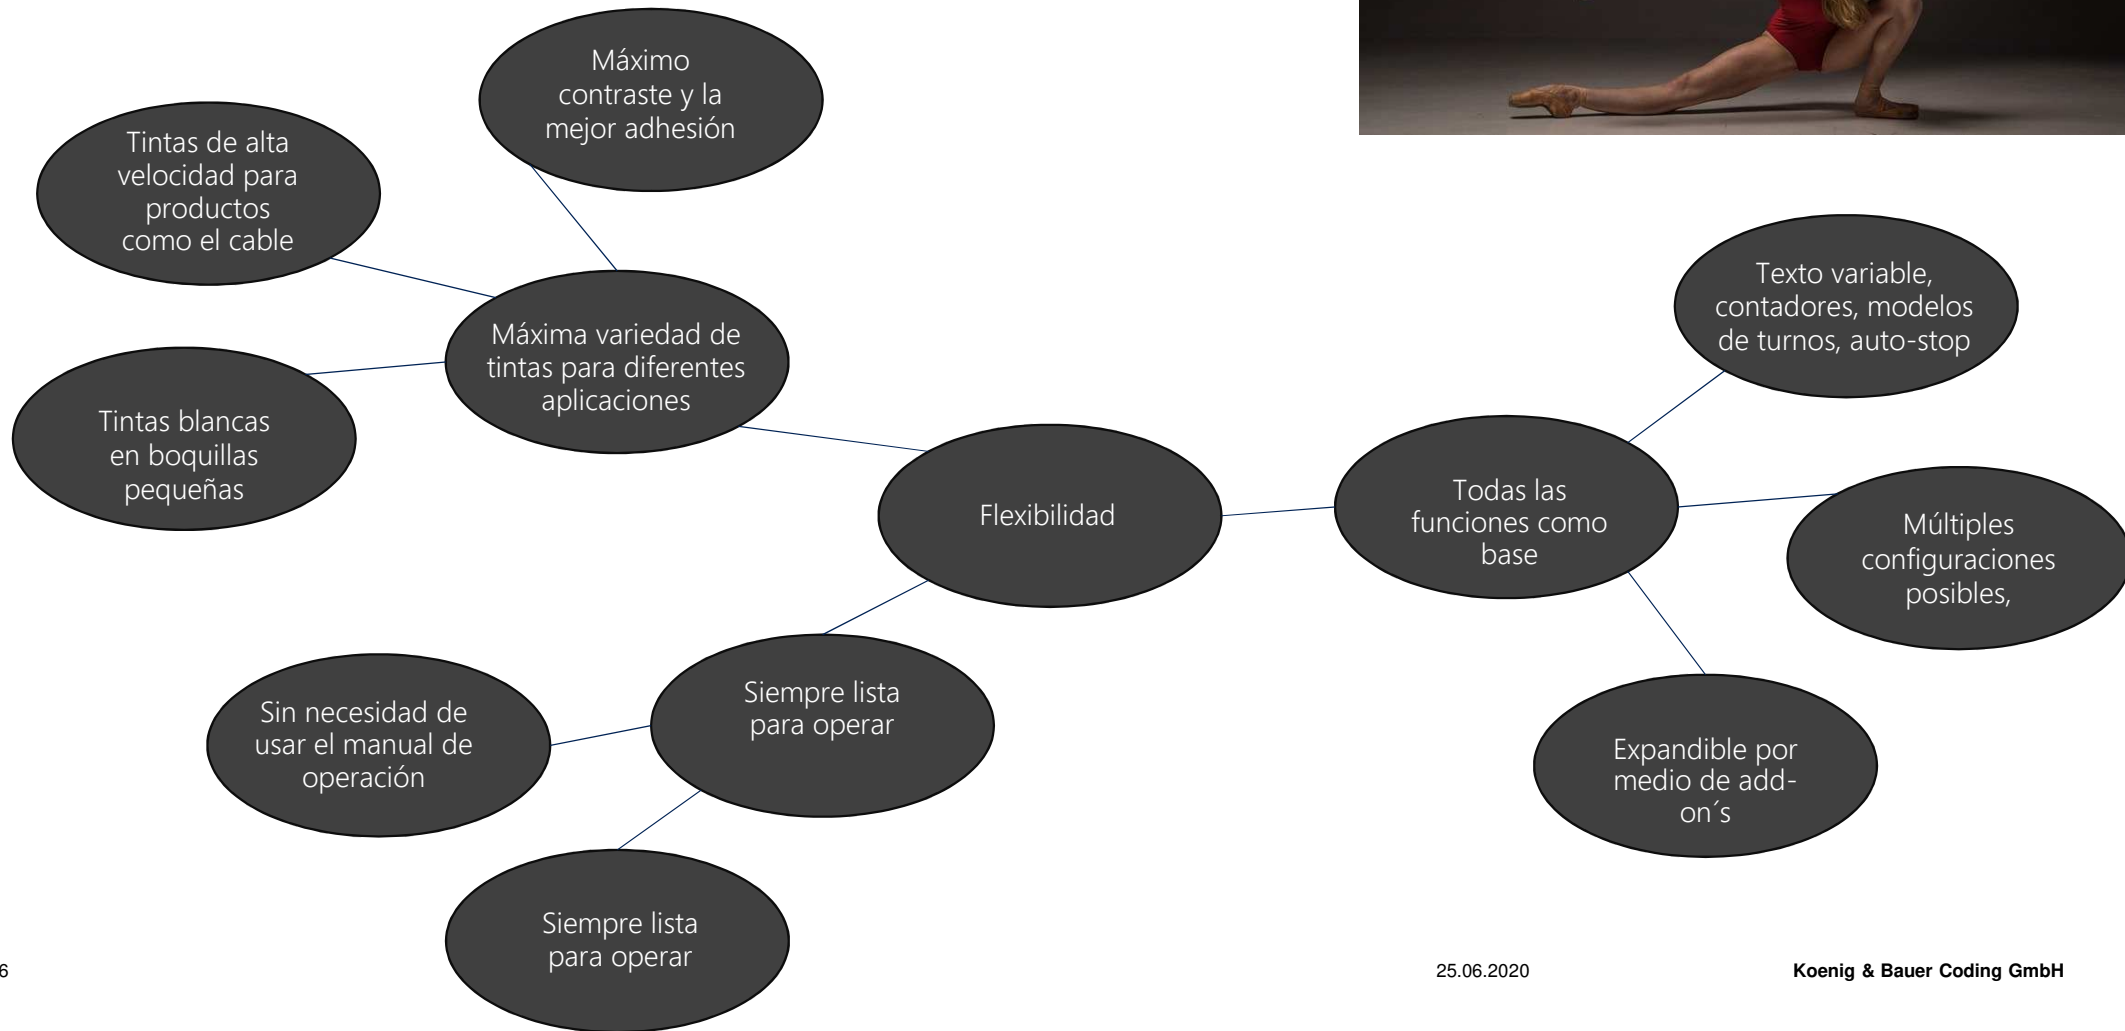 Máximo
contraste y la
mejor adhesión
Tintas de alta
velocidad para
productos
como el cable
Máxima variedad de
tintas para diferentes
aplicaciones
Tintas blancas
en boquillas
pequeñas
Flexibilidad
Texto variable,
contadores, modelos
de turnos, auto-stop
Todas las
funciones como
base
Múltiples
configuraciones
posibles,
Expandible por
medio de add-
on´s
Siempre lista
para operar
Sin necesidad de
usar el manual de
operación
Siempre lista
para operar
6
25.06.2020
Koenig & Bauer Coding GmbH